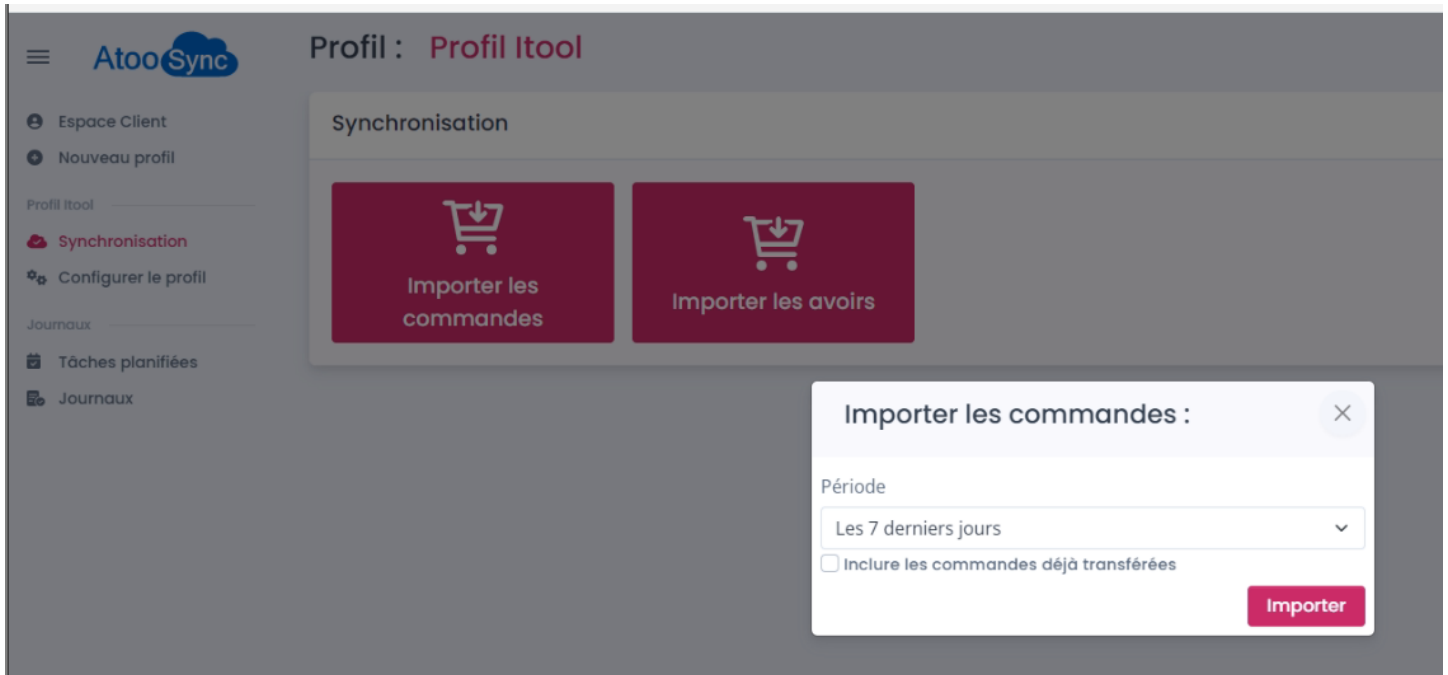 AtooSync
Profil : Profil Itool
Espace Client
Nouveau profil
Profil Itool
Synchronisation
Configurer le profil
Journaux
Tâches planifiées
Journaux
Synchronisation
Importer les
commandes
Importer les avoirs
Importer les commandes :
Période
Les 7 derniers jours
Inclure les commandes déjà transférées
Importer